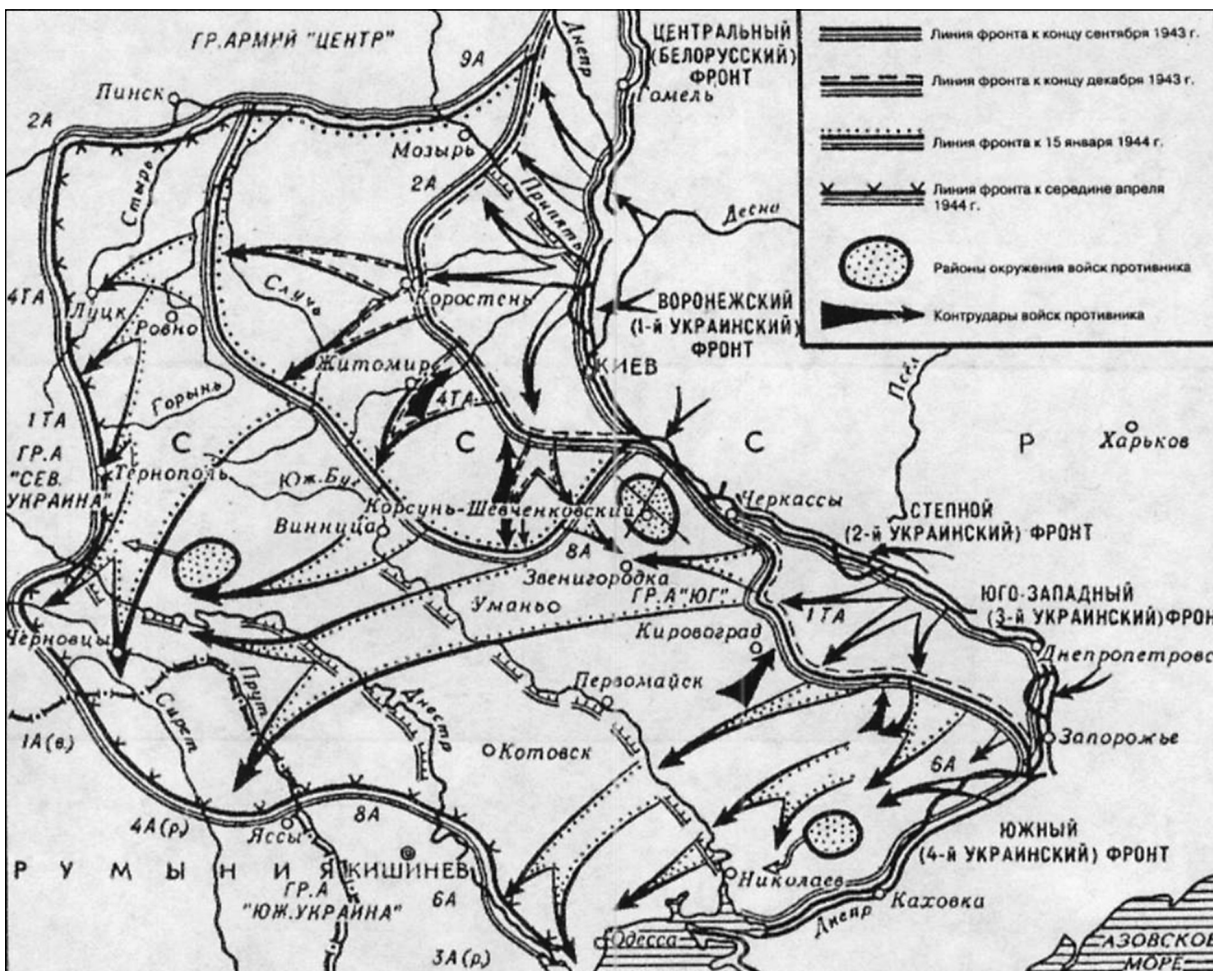 ГР. АРМИЙ "ЦЕНТР"
9А
Днепр
ЦЕНТРАЛЬНЫЙ
(БЕЛОРУССКИЙ)
ФРОНТ
Гомель
Пинск
2А
Мозырь
2А
Стырь
Припять
Десна
Линия фронта к концу сентября 1943 г.
Линия фронта к концу декабря 1943 г.
Линия фронта к 15 января 1944 г.
Линия фронта к середине апреля
1944 г.
Районы окружения войск противника
Контрудары войск противника
4ТА
Луцк
Ровно
Случь
Коростень
ВОРОНЕЖСКИЙ
(1-й УКРАИНСКИЙ)
ФРОНТ
Житомир
КИЕВ
Псёл
Горынь
4ТА
1ТА
С С С Р
Харьков
ГР.А
"СЕВ.
УКРАИНА"
Тернополь
Юж.Буг
Корсунь-Шевченковский
Винница
Черкассы
8А
СТЕПНОЙ
(2-й УКРАИНСКИЙ) ФРОНТ
Звенигородка
ГР.А"ЮГ"
Умань
1ТА
ЮГО-ЗАПАДНЫЙ
(3-й УКРАИНСКИЙ)ФРОН
Черновцы
Кировоград
Днепропетровс
Первомайск
Сирет
Прут
Днестр
1А(в.)
Котовск
Запорожье
6А
4А(р.)
Яссы
8А
ЮЖНЫЙ
(4-й УКРАИНСКИЙ) ФРОНТ
РУМЫНИЯ
КИШИНЕВ
ГР.А
"ЮЖ.УКРАИНА"
6А
Николаев
Каховка
Днепр
3А(р.)
Одесса
АЗОВСКОЕ
МОРЕ